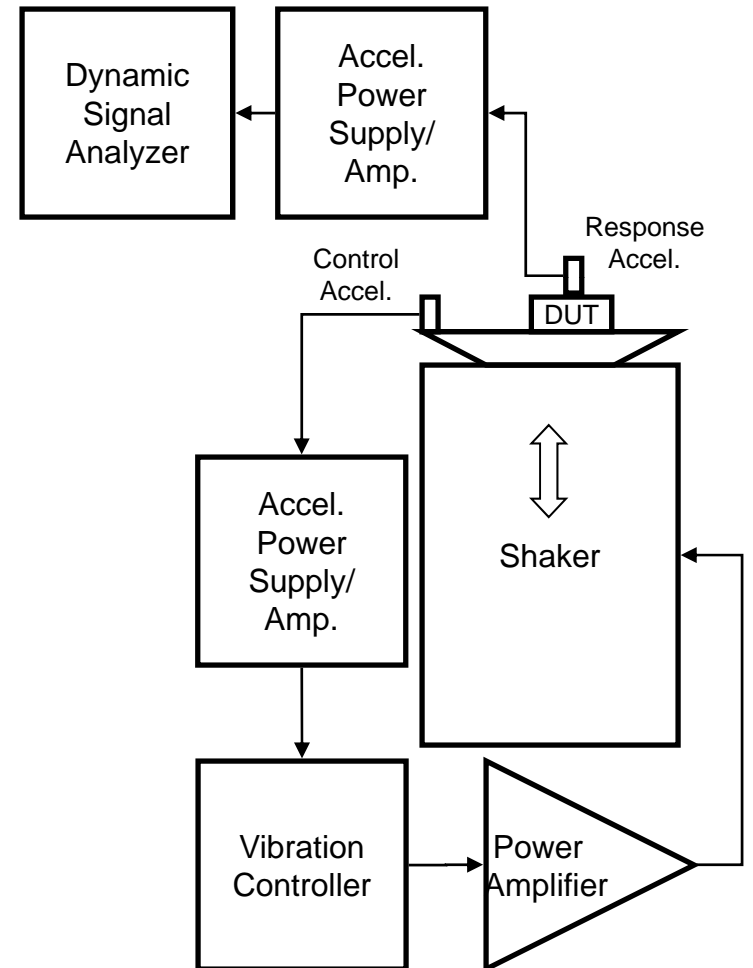 Dynamic
Signal
Analyzer
Accel.
Power
Supply/
Amp.
Response
Accel.
Control
Accel.
DUT
Accel.
Power
Supply/
Amp.
Shaker
Vibration
Controller
Power
Amplifier